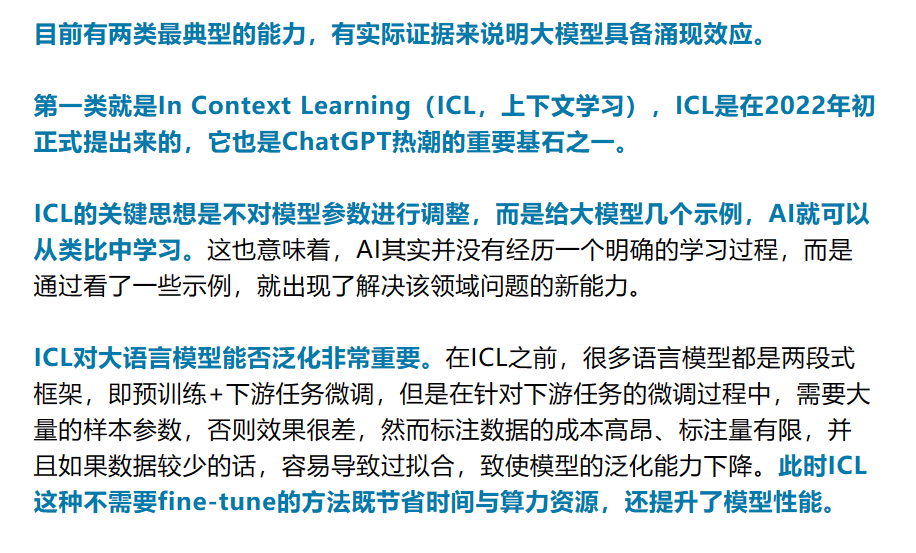 目前有两类最典型的能力，有实际证据来说明大模型具备涌现效应。
第一类就是In Context Learning（ICL，上下文学习），ICL是在2022年初
正式提出来的，它也是ChatGPT热潮的重要基石之一。
ICL的关键思想是不对模型参数进行调整，而是给大模型几个示例，AI就可以
从类比中学习。这也意味着，AI其实并没有经历一个明确的学习过程，而是
通过看了一些示例，就出现了解决该领域问题的新能力。
ICL对大语言模型能否泛化非常重要。在ICL之前，很多语言模型都是两段式
框架，即预训练+下游任务微调，但是在针对下游任务的微调过程中，需要大
量的样本参数，否则效果很差，然而标注数据的成本高昂、标注量有限，并
且如果数据较少的话，容易导致过拟合，致使模型的泛化能力下降。此时ICL
这种不需要fine-tune的方法既节省时间与算力资源，还提升了模型性能。